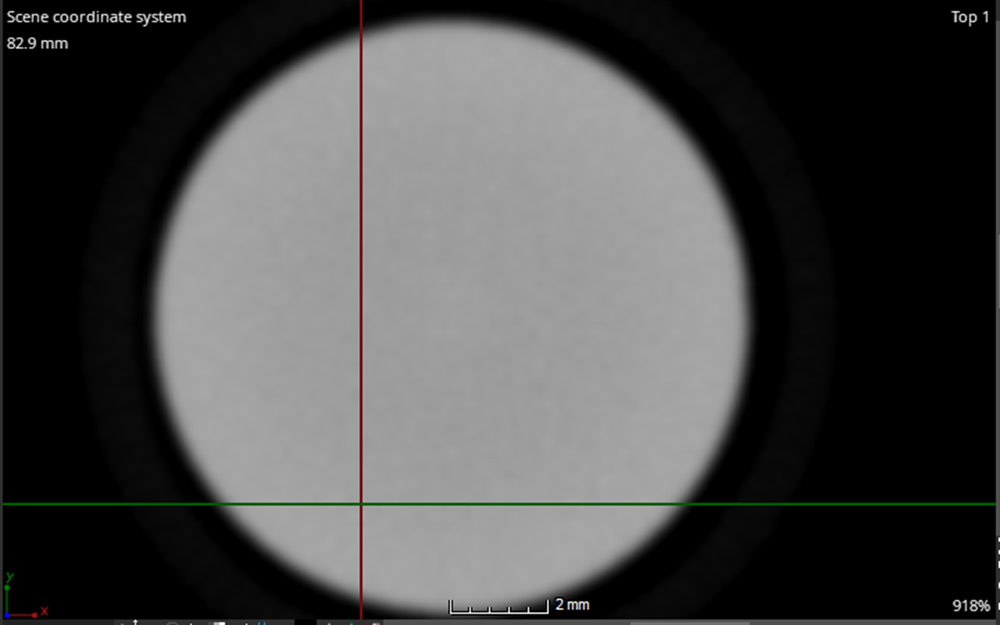 Scene coordinate system
Top 1
82.9 mm
2 mm
y
x
918%